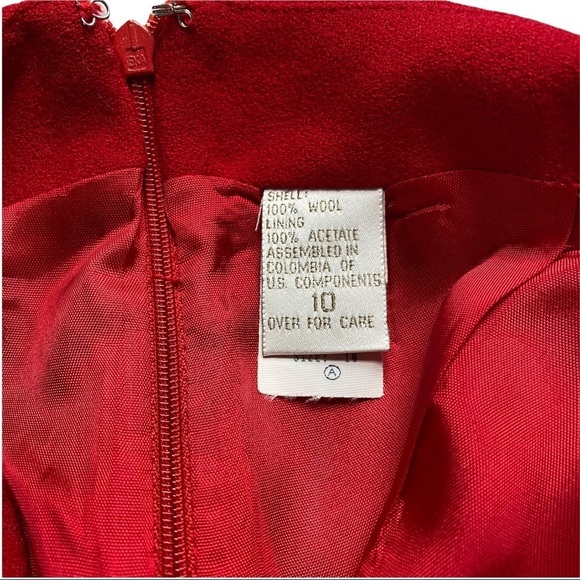 SHELL:
100% WOOL
LINING
100% ACETATE
ASSEMBLED IN
COLOMBIA OF
U.S. COMPONENTS
10
OVER FOR CARE
A